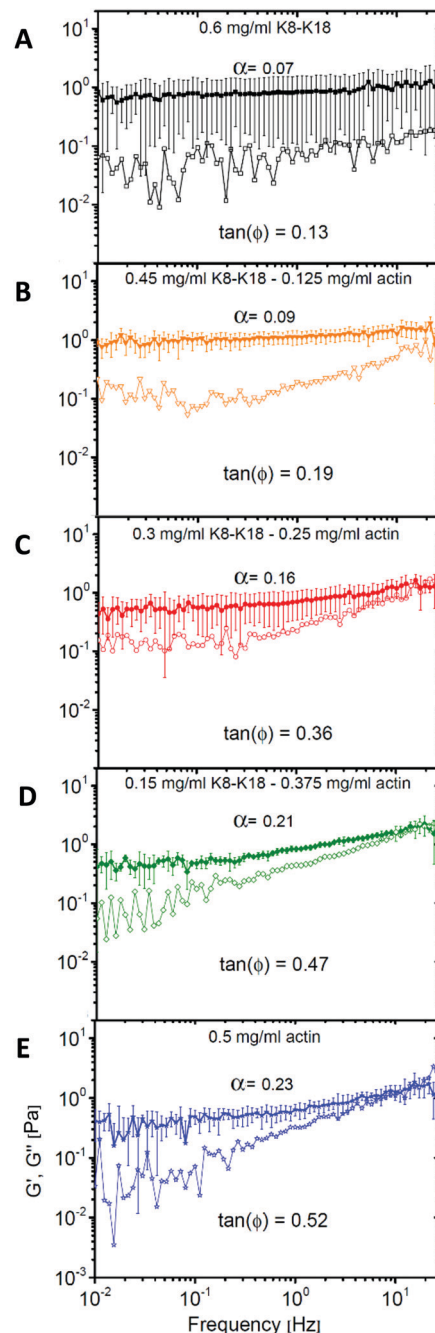 A
0.6 mg/ml K8-K18
10¹
α = 0.07
10⁰
10⁻¹
10⁻²
tan(ϕ) = 0.13
B
0.45 mg/ml K8-K18 - 0.125 mg/ml actin
10¹
α = 0.09
10⁰
10⁻¹
10⁻²
tan(ϕ) = 0.19
C
0.3 mg/ml K8-K18 - 0.25 mg/ml actin
10¹
α = 0.16
10⁰
10⁻¹
10⁻²
tan(ϕ) = 0.36
D
0.15 mg/ml K8-K18 - 0.375 mg/ml actin
10¹
α = 0.21
10⁰
10⁻¹
10⁻²
tan(ϕ) = 0.47
E
0.5 mg/ml actin
10¹
α = 0.23
10⁰
10⁻¹
10⁻²
tan(ϕ) = 0.52
10⁻³
G', G'' [Pa]
10⁻² 10⁻¹ 10⁰ 10¹
Frequency [Hz]